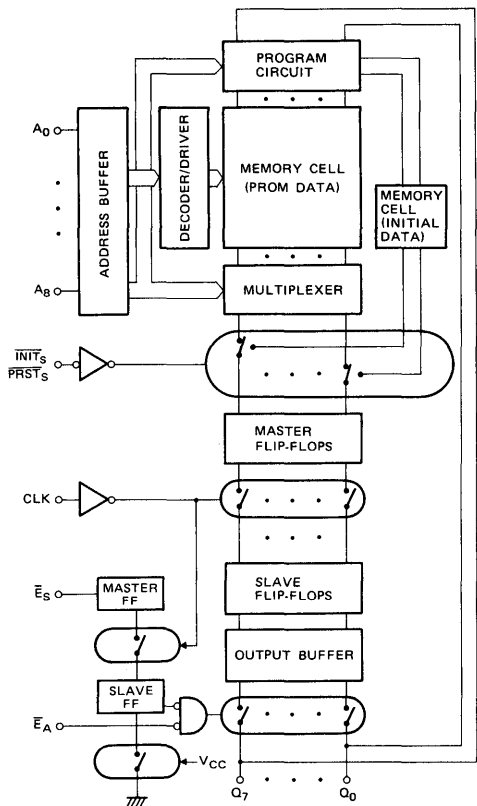 PROGRAM
CIRCUIT
A0
ADDRESS BUFFER
DECODER/DRIVER
MEMORY CELL
(PROM DATA)
MEMORY
CELL
(INITIAL
DATA)
A8
MULTIPLEXER
INITS
PRSTS
MASTER
FLIP-FLOPS
CLK
ES
MASTER
FF
SLAVE
FLIP-FLOPS
OUTPUT BUFFER
SLAVE
FF
EA
VCC
Q7
Q0